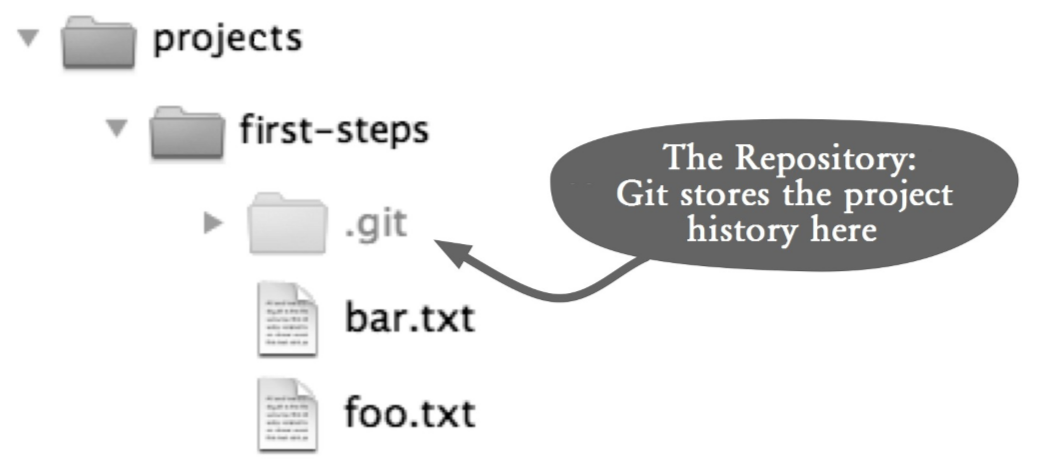 projects
first-steps
.git
The Repository:
Git stores the project
history here
bar.txt
foo.txt